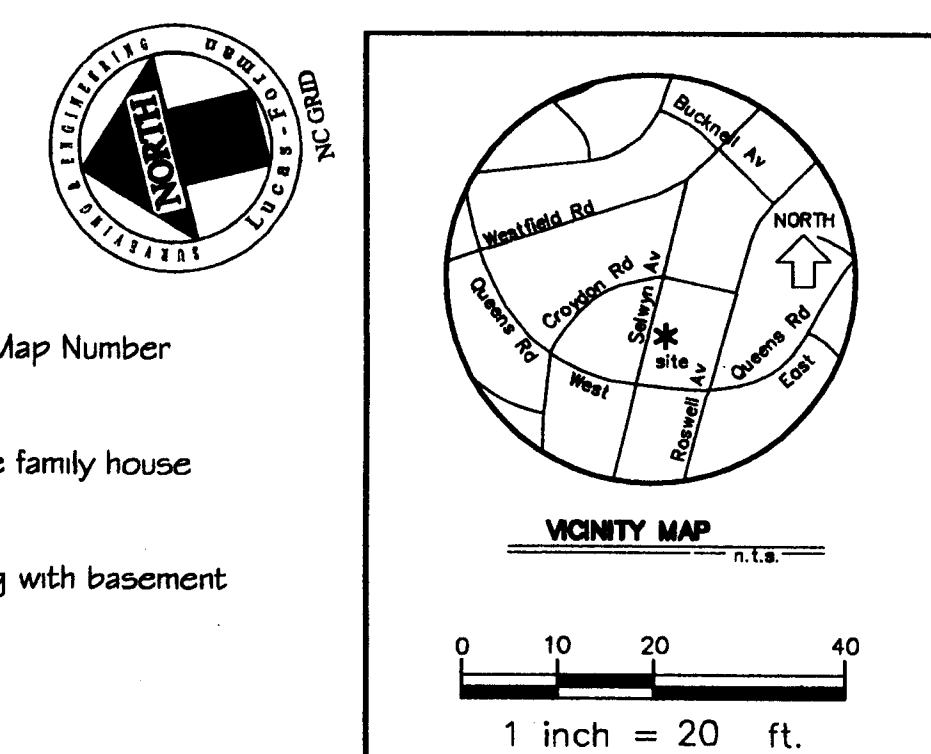 SURVEYING & ENGINEERING
Lucas-Forman
NORTH
NC GRID
Map Number
family house
with basement
Bucknell Av
Westfield Rd
NORTH
Croydon Rd
Selwyn Av
Queens Rd
site
West
Roswell Av
Queens Rd
East
VICINITY MAP
n.t.s.
0 10 20 40
1 inch = 20 ft.